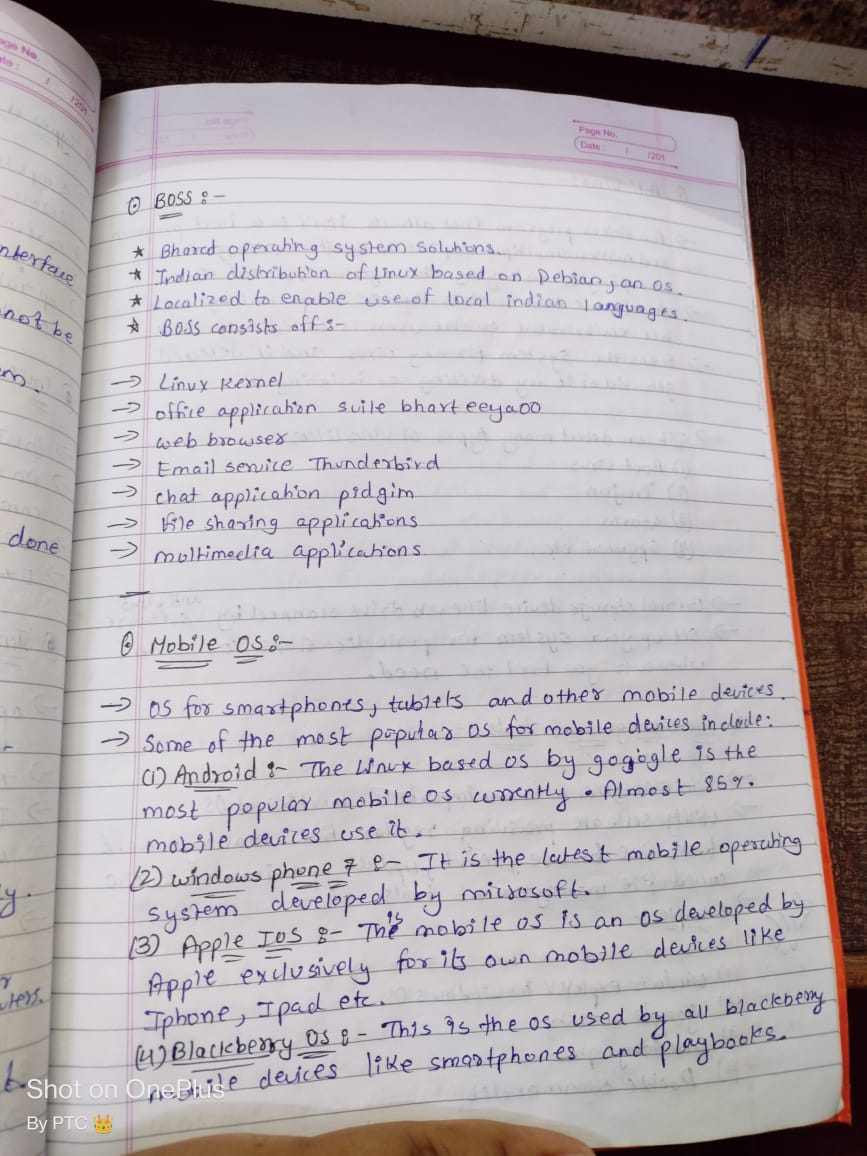 Page No.
Date : / /201
ʘ BOSS :-
★ Bharat operating system Solutions.
★ Indian distribution of Linux based on Debian, an os.
★ Localized to enable use of local indian languages.
★ BOSS consists off :-
→ Linux Kernel
→ office application suile bhart eeyaoo
→ web browser
→ Email service Thunderbird
→ chat application pidgim
→ file sharing applications
→ multimedia applications.
ʘ Mobile OS :-
→ OS for smartphones, tablets and other mobile devices.
→ Some of the most popular os for mobile devices include:
(1) Android :- The Linux based os by gogogle is the
most popular mobile os currently. Almost 85%.
mobile devices use it.
(2) windows phone 7 :- It is the latest mobile operating
system developed by microsoft.
(3) Apple IOS :- This mobile os is an os developed by
Apple exclusively for its own mobile devices like
Iphone, Ipad etc.
(4) Blackberry OS :- This is the os used by all blackberry
mobile devices like smartphones and playbooks.
Page No.
/ /201
nterface
not be
m.
done
y.
uters.
t.
Shot on OnePlus
By PTC 👑